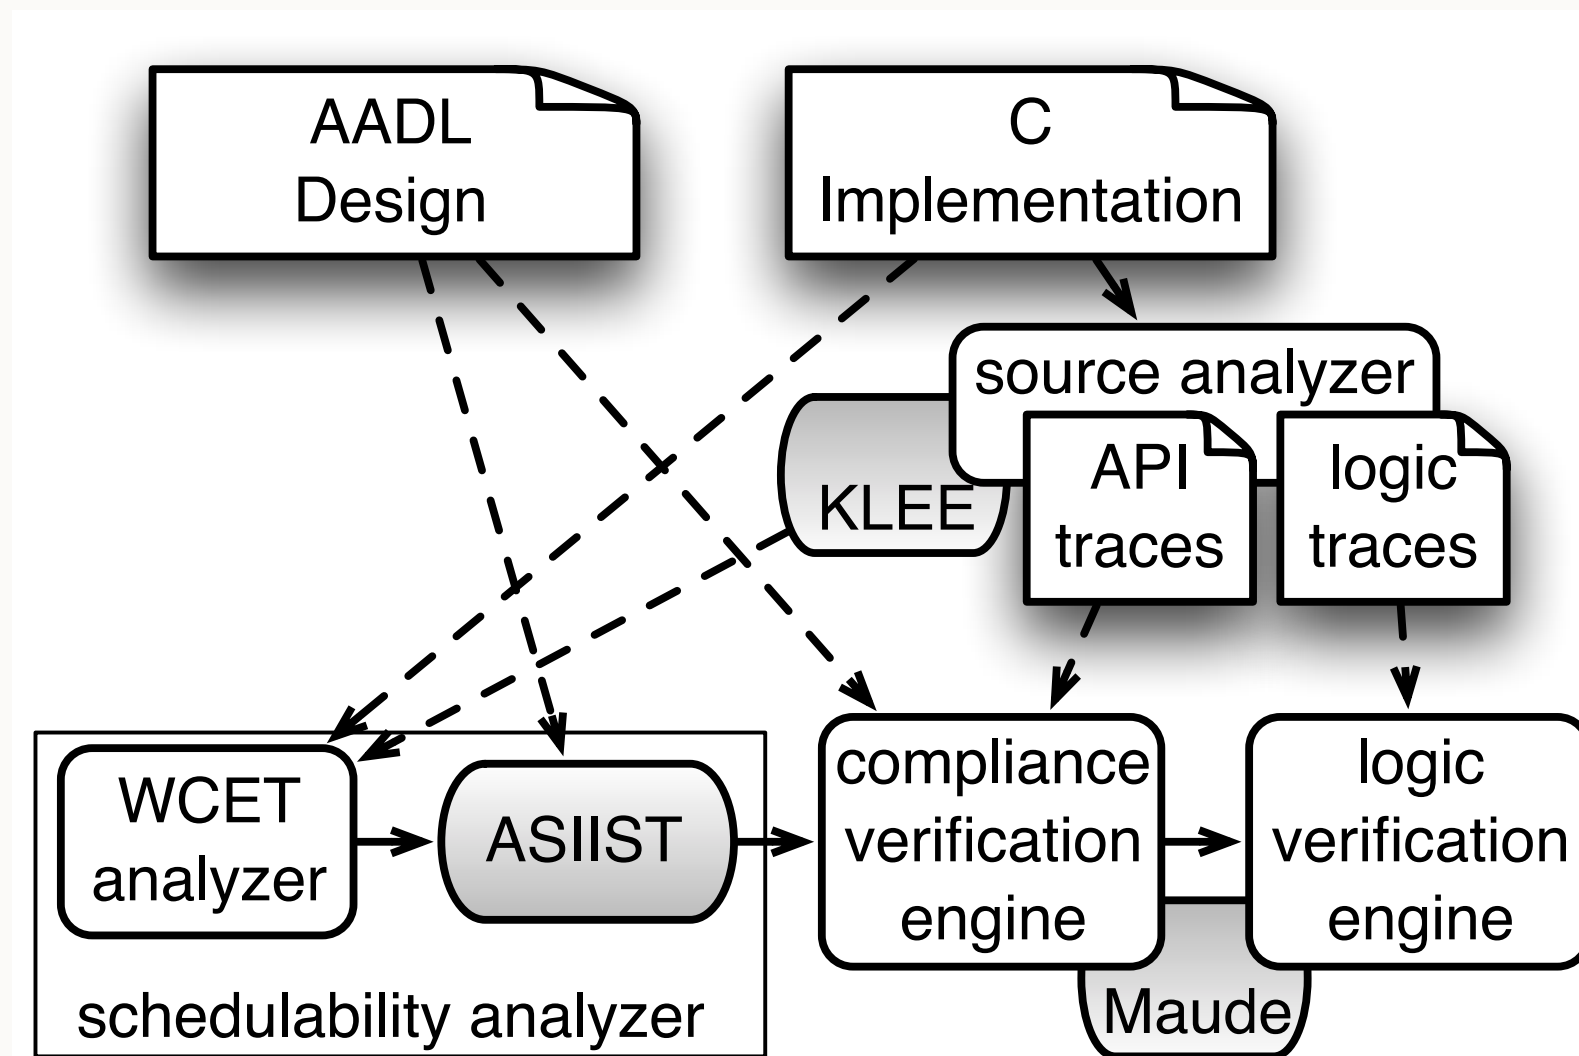 AADL
Design
C
Implementation
source analyzer
KLEE
API
traces
logic
traces
WCET
analyzer
ASIIST
schedulability analyzer
compliance
verification
engine
logic
verification
engine
Maude